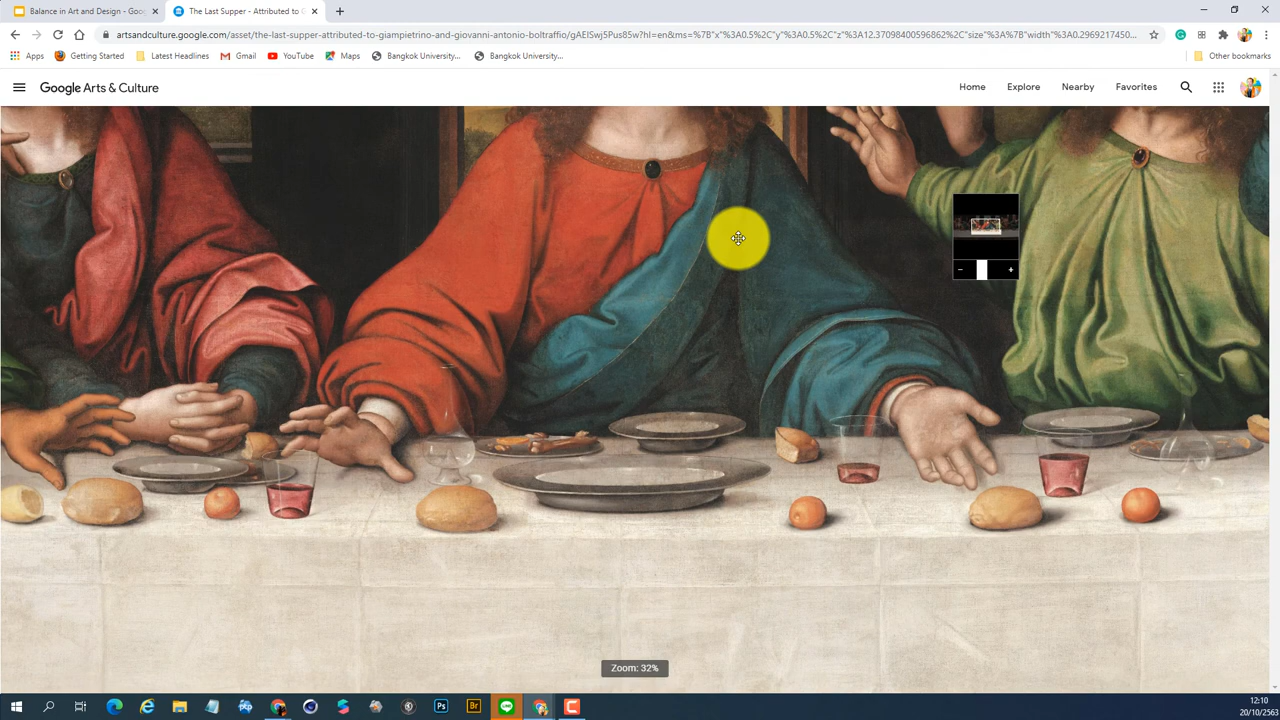 Balance in Art and Design - Goo
The Last Supper - Attributed to G
artsandculture.google.com/asset/the-last-supper-attributed-to-giampietrino-and-giovanni-antonio-boltraffio/gAEISwj5Pus85w?hl=en&ms=%7B"x"%3A0.5%2C"y"%3A0.5%2C"z"%3A12.37098400596862%2C"size"%3A%7B"width"%3A0.2969217450...
Apps
Getting Started
Latest Headlines
Gmail
YouTube
Maps
Bangkok University...
Bangkok University...
Other bookmarks
Google Arts & Culture
Home
Explore
Nearby
Favorites
Zoom: 32%
Ps
Br
LINE
12:10
20/10/2563